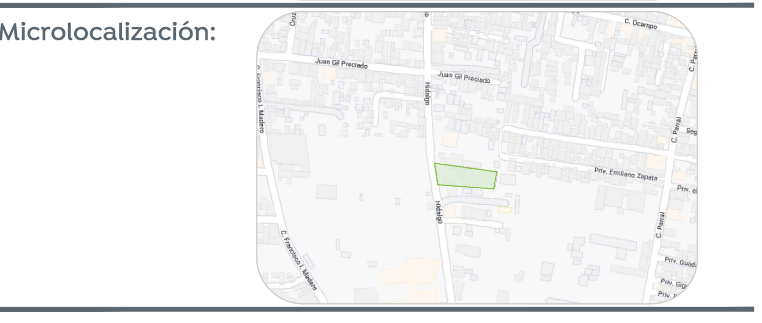 Microlocalización:
C. Ocampo
Juan Gil Preciado
Juan Gil Preciado
Hidalgo
C. Parral
Priv. Emiliano Zapata
Hidalgo
C. Parral
C. Francisco I. Madero